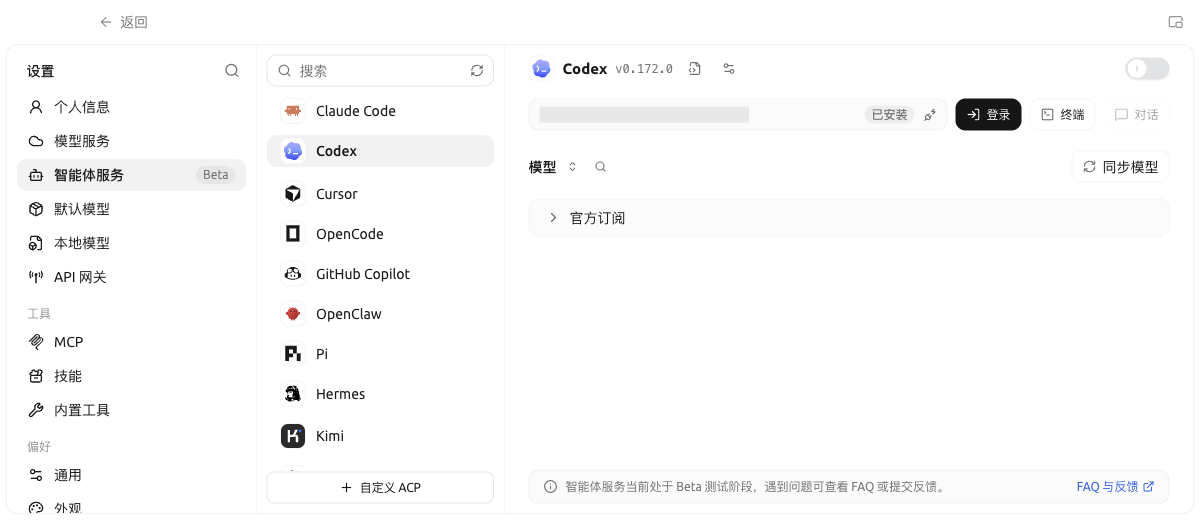 返回
设置
个人信息
模型服务
智能体服务 Beta
默认模型
本地模型
API 网关
工具
MCP
技能
内置工具
偏好
通用
外观
搜索
Claude Code
Codex
Cursor
OpenCode
GitHub Copilot
OpenClaw
Pi
Hermes
Kimi
自定义 ACP
Codex v0.172.0
已安装 登录 终端 对话
模型 同步模型
官方订阅
智能体服务当前处于 Beta 测试阶段，遇到问题可查看 FAQ 或提交反馈。 FAQ 与反馈